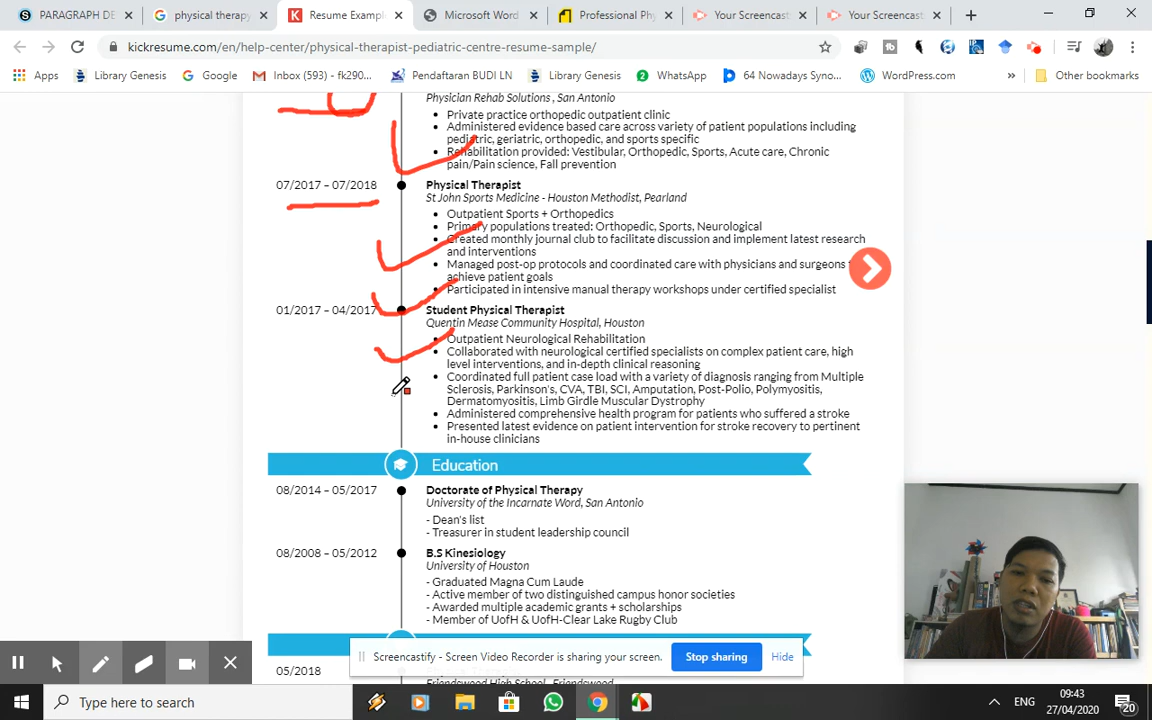 PARAGRAPH DE
physical therapy
Resume Exampl
Microsoft Word
Professional Phy
Your Screencast
Your Screencast
kickresume.com/en/help-center/physical-therapist-pediatric-centre-resume-sample/
Apps
Library Genesis
Google
Inbox (593) - fk290...
Pendaftaran BUDI LN
Library Genesis
2 WhatsApp
64 Nowadays Syno...
WordPress.com
»
Other bookmarks
Physician Rehab Solutions , San Antonio
• Private practice orthopedic outpatient clinic
• Administered evidence based care across variety of patient populations including
pediatric, geriatric, orthopedic, and sports specific
• Rehabilitation provided: Vestibular, Orthopedic, Sports, Acute care, Chronic
pain/Pain science, Fall prevention
07/2017 – 07/2018
Physical Therapist
St John Sports Medicine - Houston Methodist, Pearland
• Outpatient Sports + Orthopedics
• Primary populations treated: Orthopedic, Sports, Neurological
• Created monthly journal club to facilitate discussion and implement latest research
and interventions
• Managed post-op protocols and coordinated care with physicians and surgeons
achieve patient goals
• Participated in intensive manual therapy workshops under certified specialist
01/2017 – 04/2017
Student Physical Therapist
Quentin Mease Community Hospital, Houston
• Outpatient Neurological Rehabilitation
• Collaborated with neurological certified specialists on complex patient care, high
level interventions, and in-depth clinical reasoning
• Coordinated full patient case load with a variety of diagnosis ranging from Multiple
Sclerosis, Parkinson's, CVA, TBI, SCI, Amputation, Post-Polio, Polymyositis,
Dermatomyositis, Limb Girdle Muscular Dystrophy
• Administered comprehensive health program for patients who suffered a stroke
• Presented latest evidence on patient intervention for stroke recovery to pertinent
in-house clinicians
Education
08/2014 – 05/2017
Doctorate of Physical Therapy
University of the Incarnate Word, San Antonio
- Dean's list
- Treasurer in student leadership council
08/2008 – 05/2012
B.S Kinesiology
University of Houston
- Graduated Magna Cum Laude
- Active member of two distinguished campus honor societies
- Awarded multiple academic grants + scholarships
- Member of UofH & UofH-Clear Lake Rugby Club
Screencastify - Screen Video Recorder is sharing your screen.
Stop sharing
Hide
05/2018
Friendswood High School, Friendswood
Type here to search
ENG
09:43
27/04/2020
20